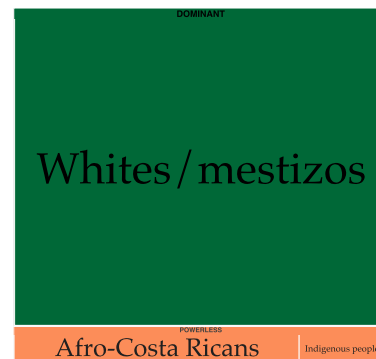 DOMINANT
Whites/mestizos
POWERLESS
Afro-Costa Ricans
Indigenous people